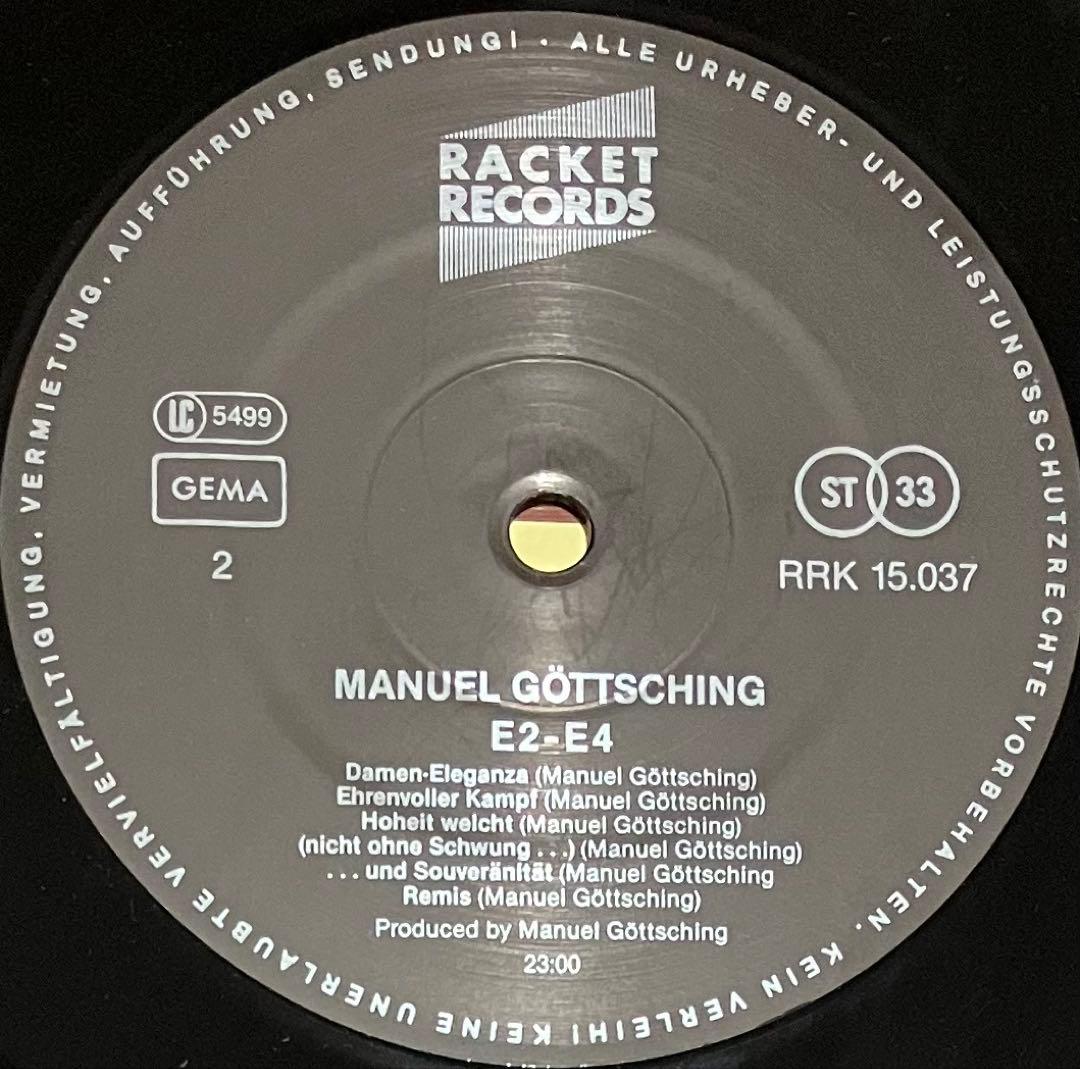 ALLE URHEBER- UND LEISTUNGSSCHUTZRECHTE VORBEHALTEN. KEIN VERLEIH! KEINE UNERLAUBTE VERVIELFÄLTIGUNG. VERMIETUNG, AUFFÜHRUNG, SENDUNG! ·
RACKET
RECORDS
LC 5499
GEMA
2
ST 33
RRK 15.037
MANUEL GÖTTSCHING
E2-E4
Damen-Eleganza (Manuel Göttsching)
Ehrenvoller Kampf (Manuel Göttsching)
Hoheit weicht (Manuel Göttsching)
(nicht ohne Schwung ...) (Manuel Göttsching)
... und Souveränität (Manuel Göttsching
Remis (Manuel Göttsching)
Produced by Manuel Göttsching
23:00